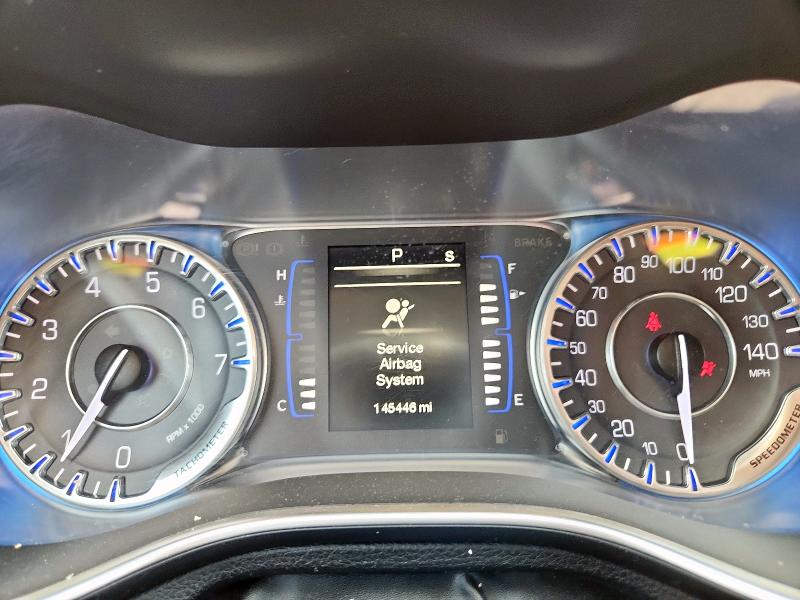 P S
H
C
F
E
BRAKE
Service
Airbag
System
145446 mi
0
1
2
3
4
5
6
7
RPM x 1000
TACHOMETER
0
10
20
30
40
50
60
70
80
90
100
110
120
130
140
MPH
SPEEDOMETER